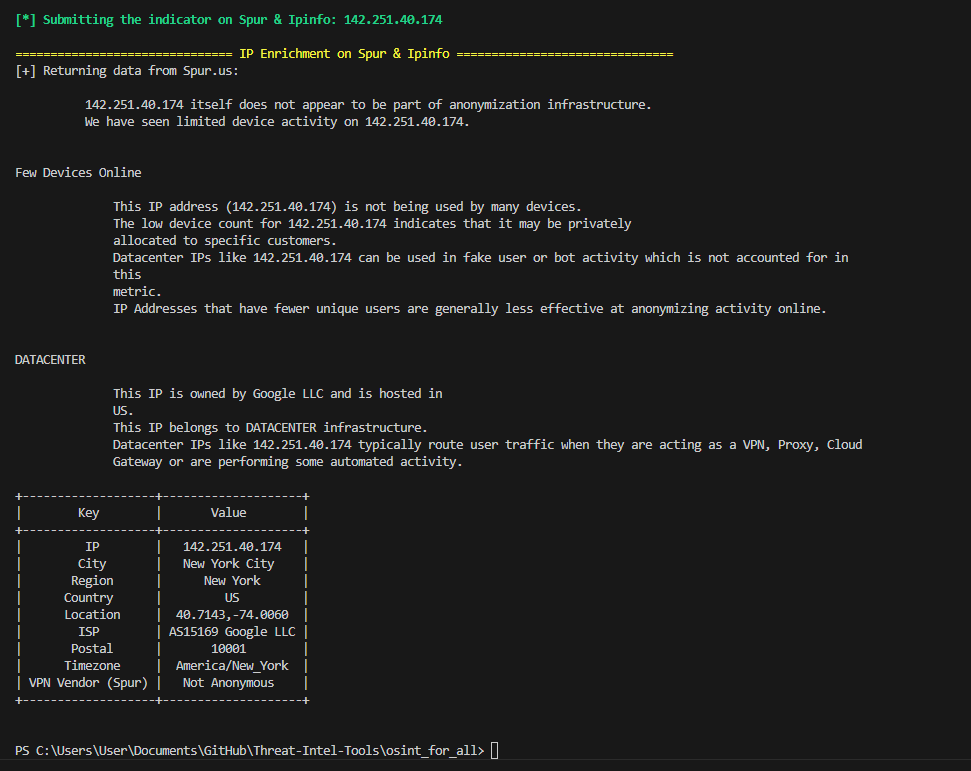 [*] Submitting the indicator on Spur & Ipinfo: 142.251.40.174
=============================== IP Enrichment on Spur & Ipinfo ===============================
[+] Returning data from Spur.us:
142.251.40.174 itself does not appear to be part of anonymization infrastructure.
We have seen limited device activity on 142.251.40.174.
Few Devices Online
This IP address (142.251.40.174) is not being used by many devices.
The low device count for 142.251.40.174 indicates that it may be privately
allocated to specific customers.
Datacenter IPs like 142.251.40.174 can be used in fake user or bot activity which is not accounted for in
this
metric.
IP Addresses that have fewer unique users are generally less effective at anonymizing activity online.
DATACENTER
This IP is owned by Google LLC and is hosted in
US.
This IP belongs to DATACENTER infrastructure.
Datacenter IPs like 142.251.40.174 typically route user traffic when they are acting as a VPN, Proxy, Cloud
Gateway or are performing some automated activity.
+-------------------+--------------------+
| Key | Value |
+-------------------+--------------------+
| IP | 142.251.40.174 |
| City | New York City |
| Region | New York |
| Country | US |
| Location | 40.7143,-74.0060 |
| ISP | AS15169 Google LLC |
| Postal | 10001 |
| Timezone | America/New_York |
| VPN Vendor (Spur) | Not Anonymous |
+-------------------+--------------------+
PS C:\Users\User\Documents\GitHub\Threat-Intel-Tools\osint_for_all>